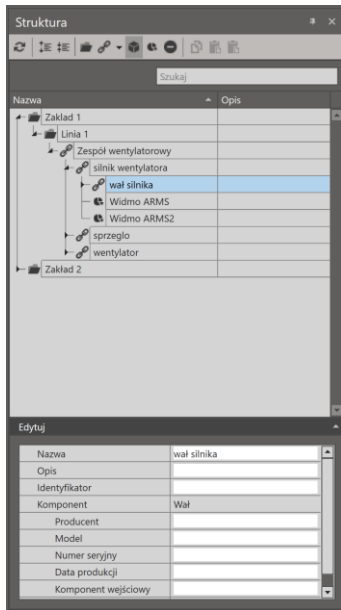 Struktura
Szukaj
Nazwa Opis
Zaklad 1
Linia 1
Zespół wentylatorowy
silnik wentylatora
wał silnika
Widmo ARMS
Widmo ARMS2
sprzeglo
wentylator
Zakład 2
Edytuj
Nazwa wał silnika
Opis
Identyfikator
Komponent Wał
Producent
Model
Numer seryjny
Data produkcji
Komponent wejściowy